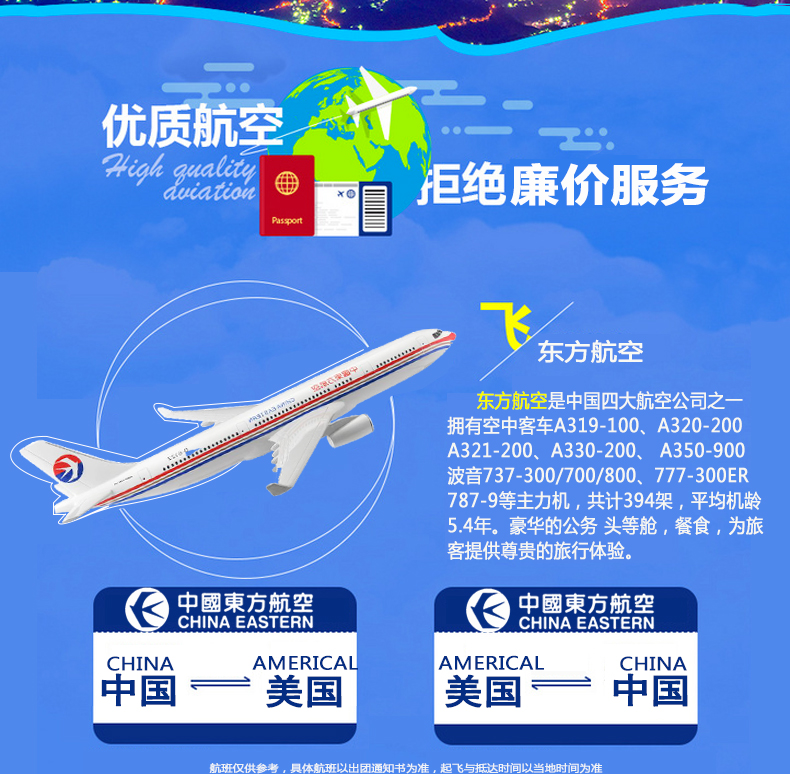 优质航空
High quality
aviation
Passport
拒绝廉价服务
飞
东方航空
东方航空是中国四大航空公司之一
拥有空中客车A319-100、A320-200
A321-200、A330-200、 A350-900
波音737-300/700/800、777-300ER
787-9等主力机，共计394架，平均机龄
5.4年。豪华的公务 头等舱，餐食，为旅
客提供尊贵的旅行体验。
中國東方航空
CHINA EASTERN
CHINA
AMERICAL
中国
美国
中國東方航空
CHINA EASTERN
AMERICAL
CHINA
美国
中国
航班仅供参考，具体航班以出团通知书为准，起飞与抵达时间以当地时间为准